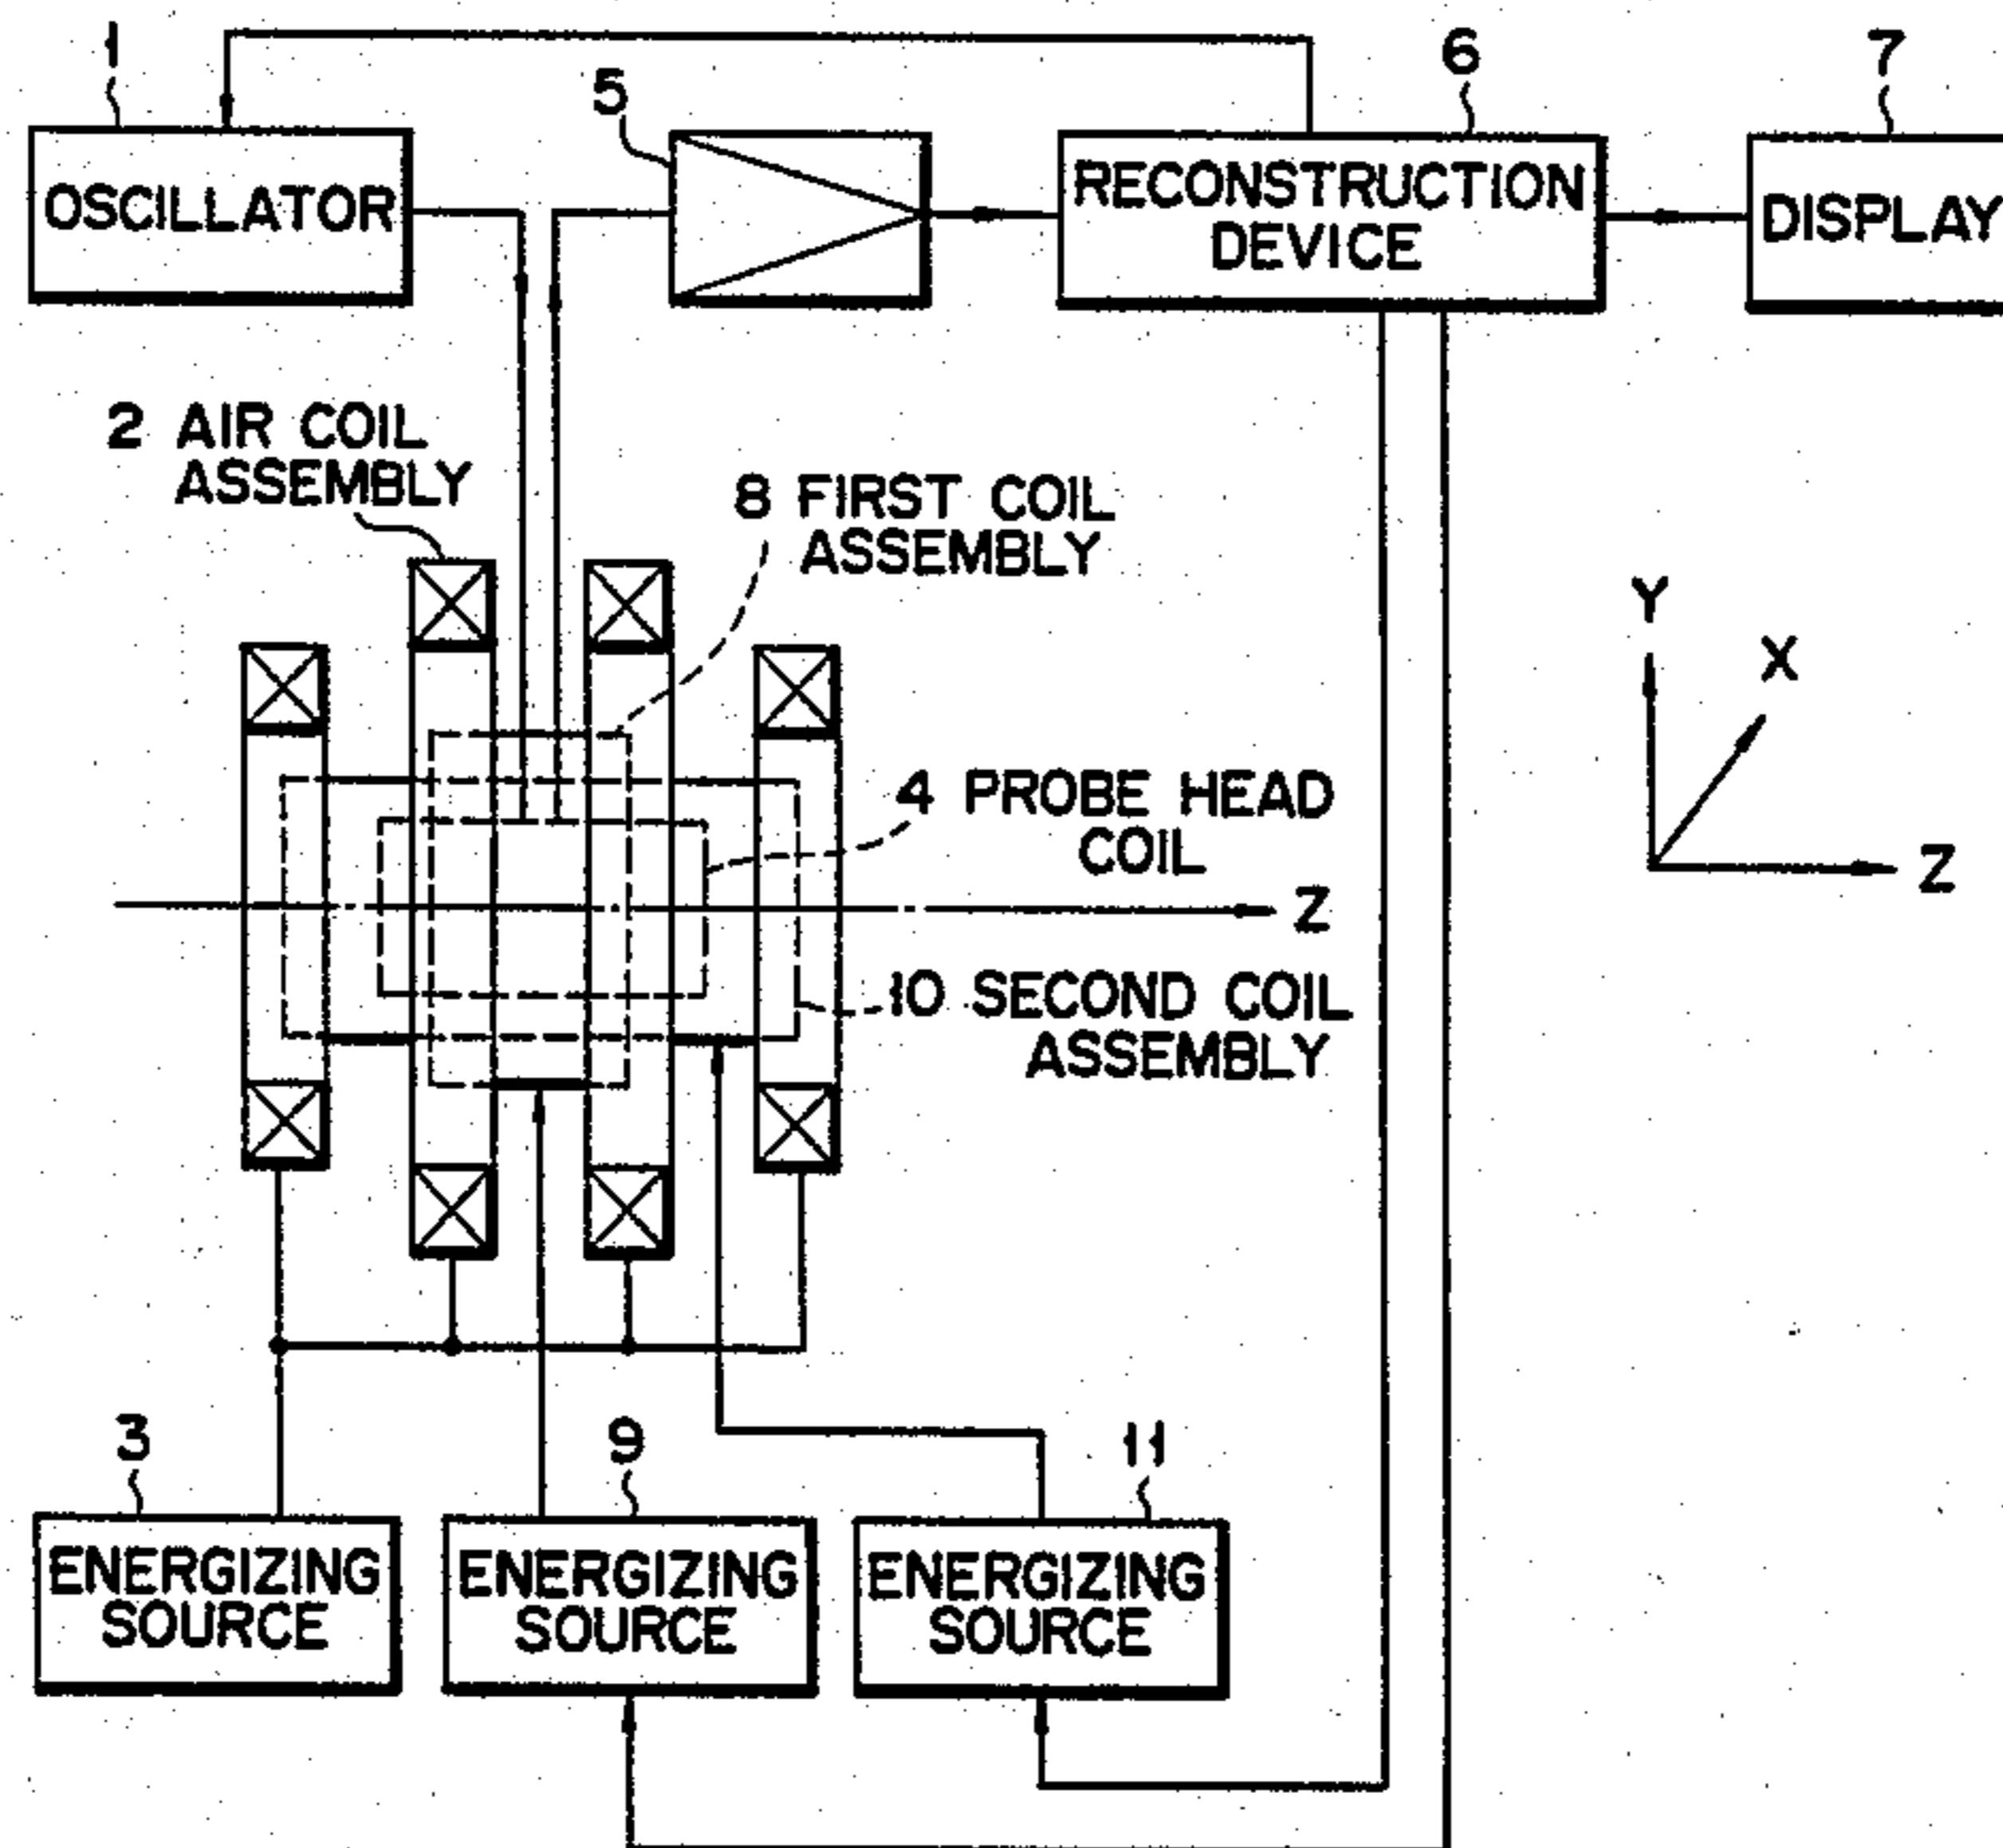 1
5
6
7
OSCILLATOR
RECONSTRUCTION
DEVICE
DISPLAY
2 AIR COIL
ASSEMBLY
8 FIRST COIL
ASSEMBLY
Y
X
Z
4 PROBE HEAD
COIL
Z
10 SECOND COIL
ASSEMBLY
3
9
11
ENERGIZING
SOURCE
ENERGIZING
SOURCE
ENERGIZING
SOURCE